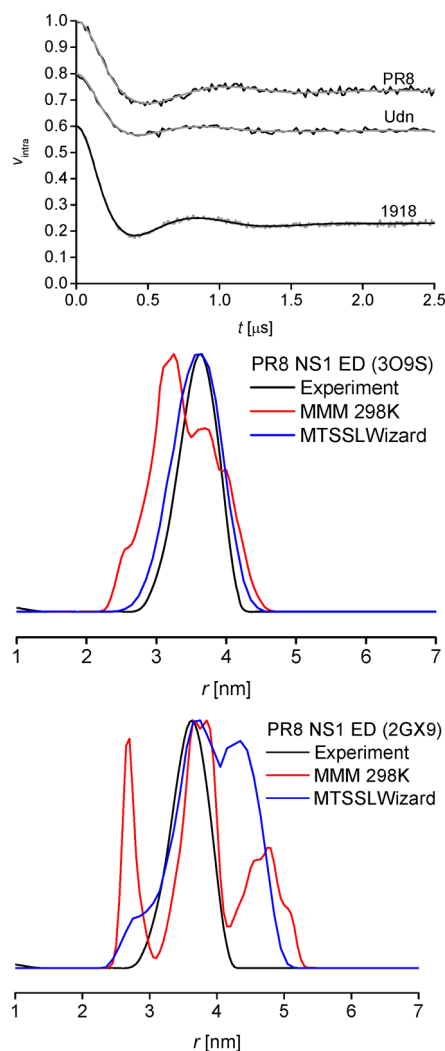 1.0
0.9
PR8
0.8
0.7
Udn
0.6
Vintra
0.5
0.4
1918
0.3
0.2
0.1
0.0
0.0 0.5 1.0 1.5 2.0 2.5
t [μs]
PR8 NS1 ED (3O9S)
Experiment
MMM 298K
MTSSLWizard
1 2 3 4 5 6 7
r [nm]
PR8 NS1 ED (2GX9)
Experiment
MMM 298K
MTSSLWizard
1 2 3 4 5 6 7
r [nm]